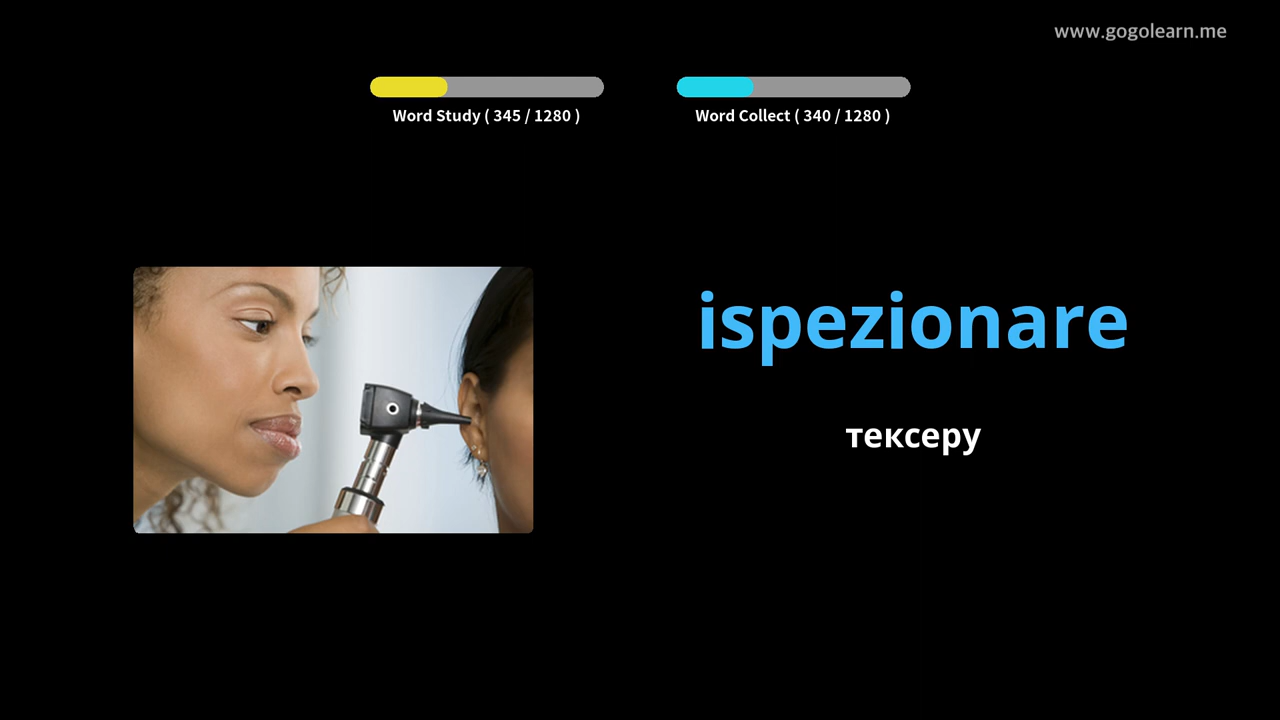 www.gogolearn.me
Word Study ( 345 / 1280 )
Word Collect ( 340 / 1280 )
ispezionare
тексеру